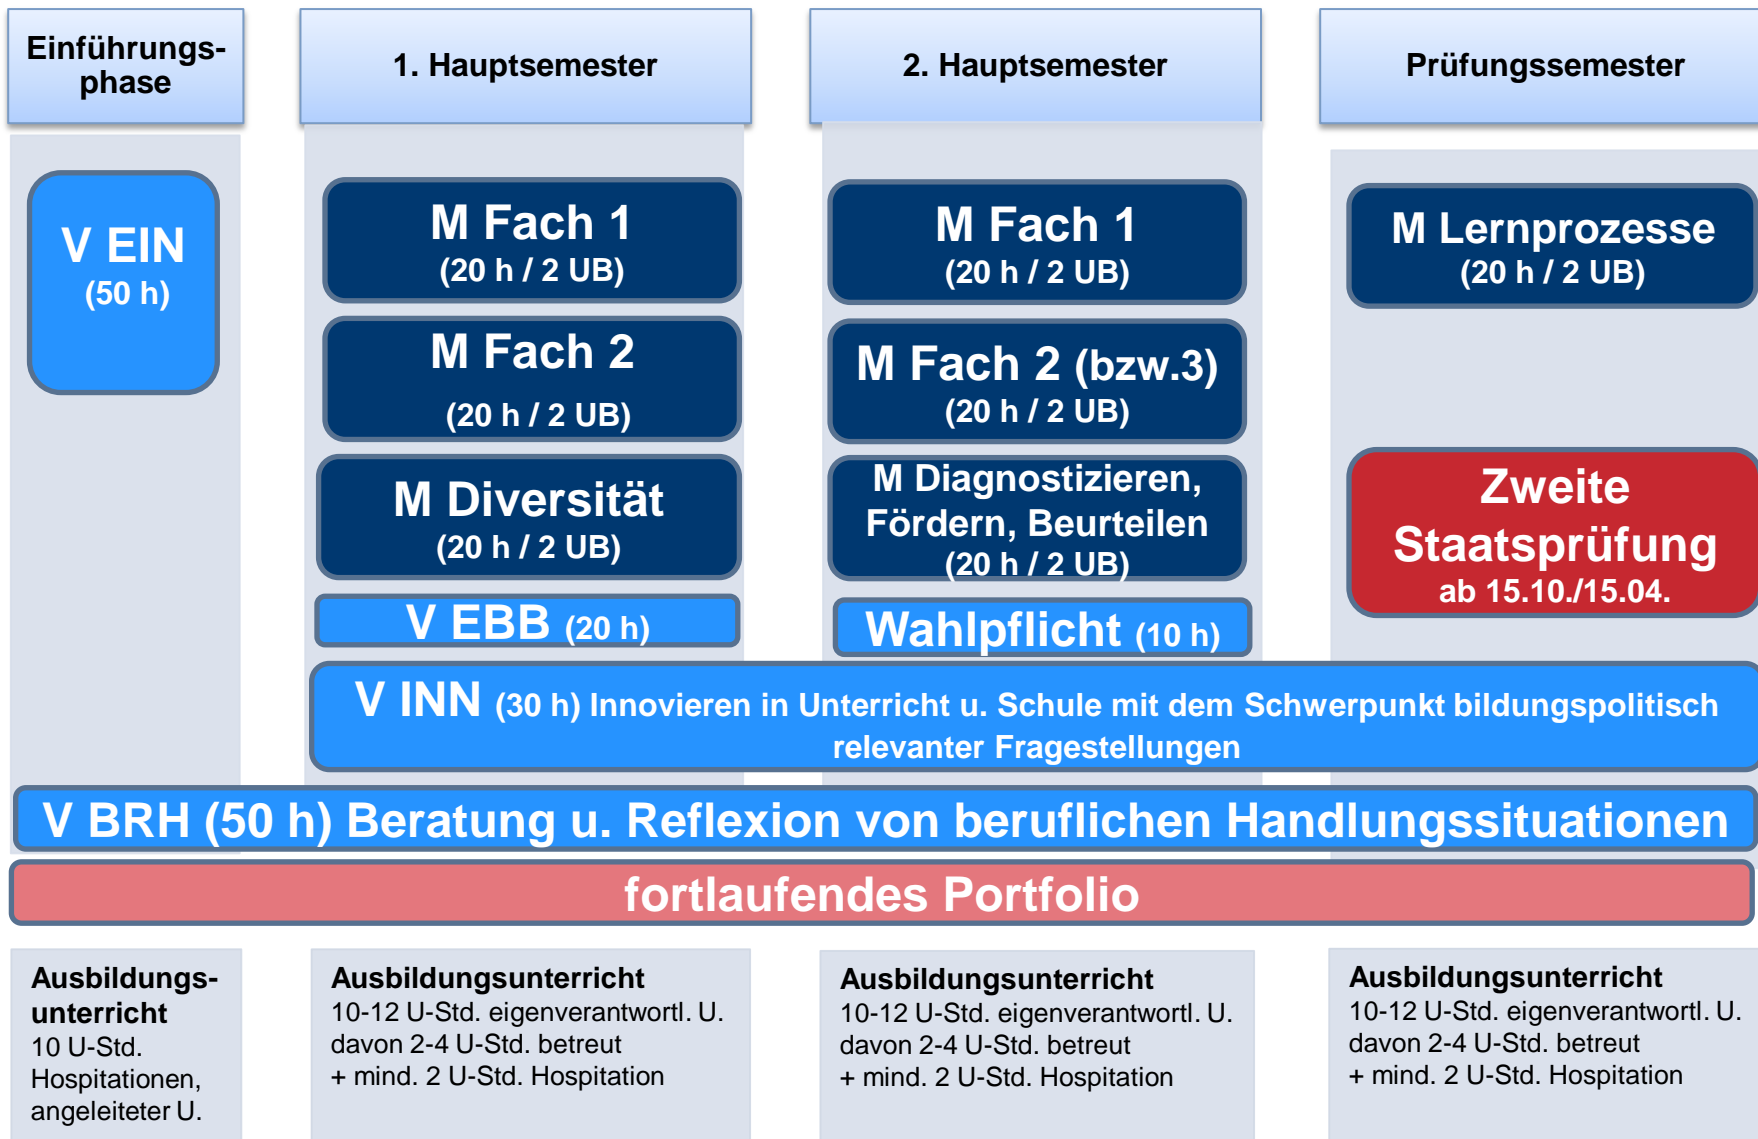 Einführungs-
phase
1. Hauptsemester
2. Hauptsemester
Prüfungssemester
V EIN
(50 h)
M Fach 1
(20 h / 2 UB)
M Fach 2
(20 h / 2 UB)
M Diversität
(20 h / 2 UB)
V EBB (20 h)
M Fach 1
(20 h / 2 UB)
M Fach 2 (bzw.3)
(20 h / 2 UB)
M Diagnostizieren,
Fördern, Beurteilen
(20 h / 2 UB)
Wahlpflicht (10 h)
M Lernprozesse
(20 h / 2 UB)
Zweite
Staatsprüfung
ab 15.10./15.04.
V INN (30 h) Innovieren in Unterricht u. Schule mit dem Schwerpunkt bildungspolitisch
relevanter Fragestellungen
V BRH (50 h) Beratung u. Reflexion von beruflichen Handlungssituationen
fortlaufendes Portfolio
Ausbildungs-
unterricht
10 U-Std.
Hospitationen,
angeleiteter U.
Ausbildungsunterricht
10-12 U-Std. eigenverantwortl. U.
davon 2-4 U-Std. betreut
+ mind. 2 U-Std. Hospitation
Ausbildungsunterricht
10-12 U-Std. eigenverantwortl. U.
davon 2-4 U-Std. betreut
+ mind. 2 U-Std. Hospitation
Ausbildungsunterricht
10-12 U-Std. eigenverantwortl. U.
davon 2-4 U-Std. betreut
+ mind. 2 U-Std. Hospitation